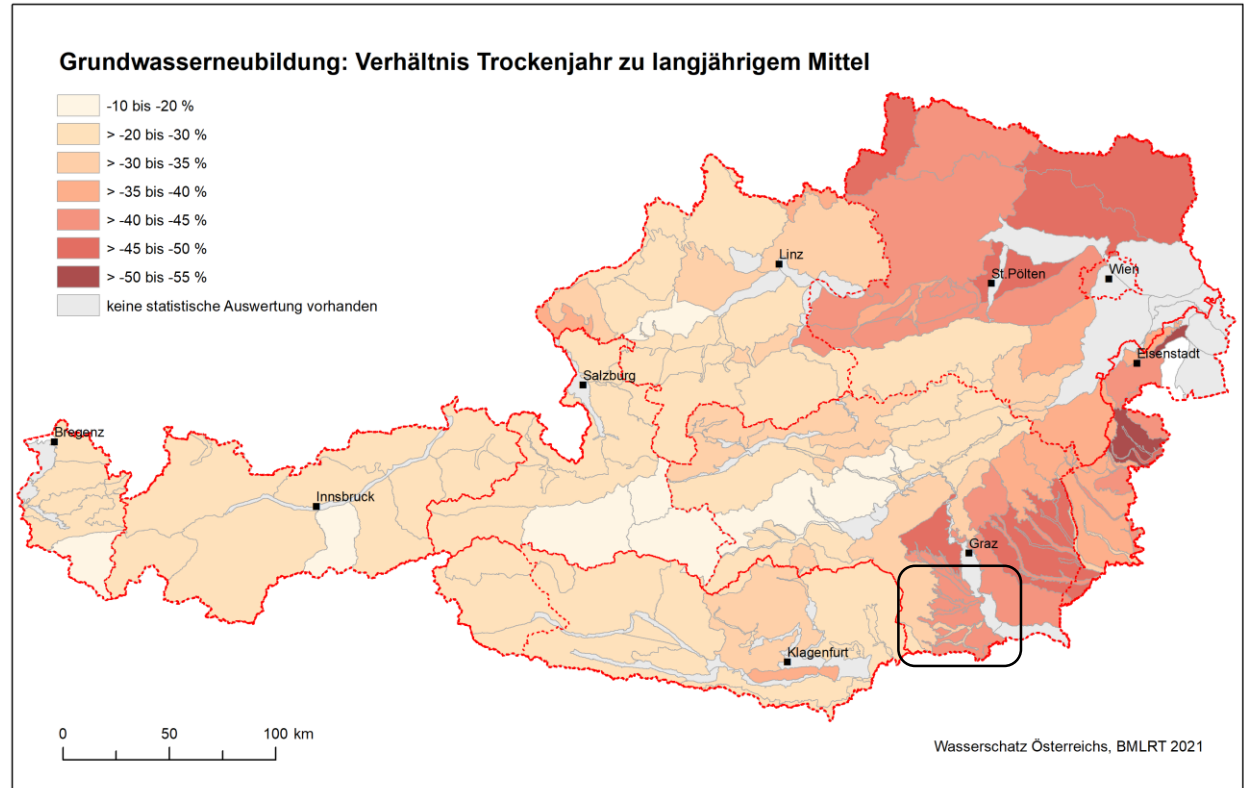 Grundwasserneubildung: Verhältnis Trockenjahr zu langjährigem Mittel
-10 bis -20 %
> -20 bis -30 %
> -30 bis -35 %
> -35 bis -40 %
> -40 bis -45 %
> -45 bis -50 %
> -50 bis -55 %
keine statistische Auswertung vorhanden
Linz
St.Pölten
Wien
Eisenstadt
Salzburg
Bregenz
Innsbruck
Graz
Klagenfurt
0 50 100 km
Wasserschatz Österreichs, BMLRT 2021